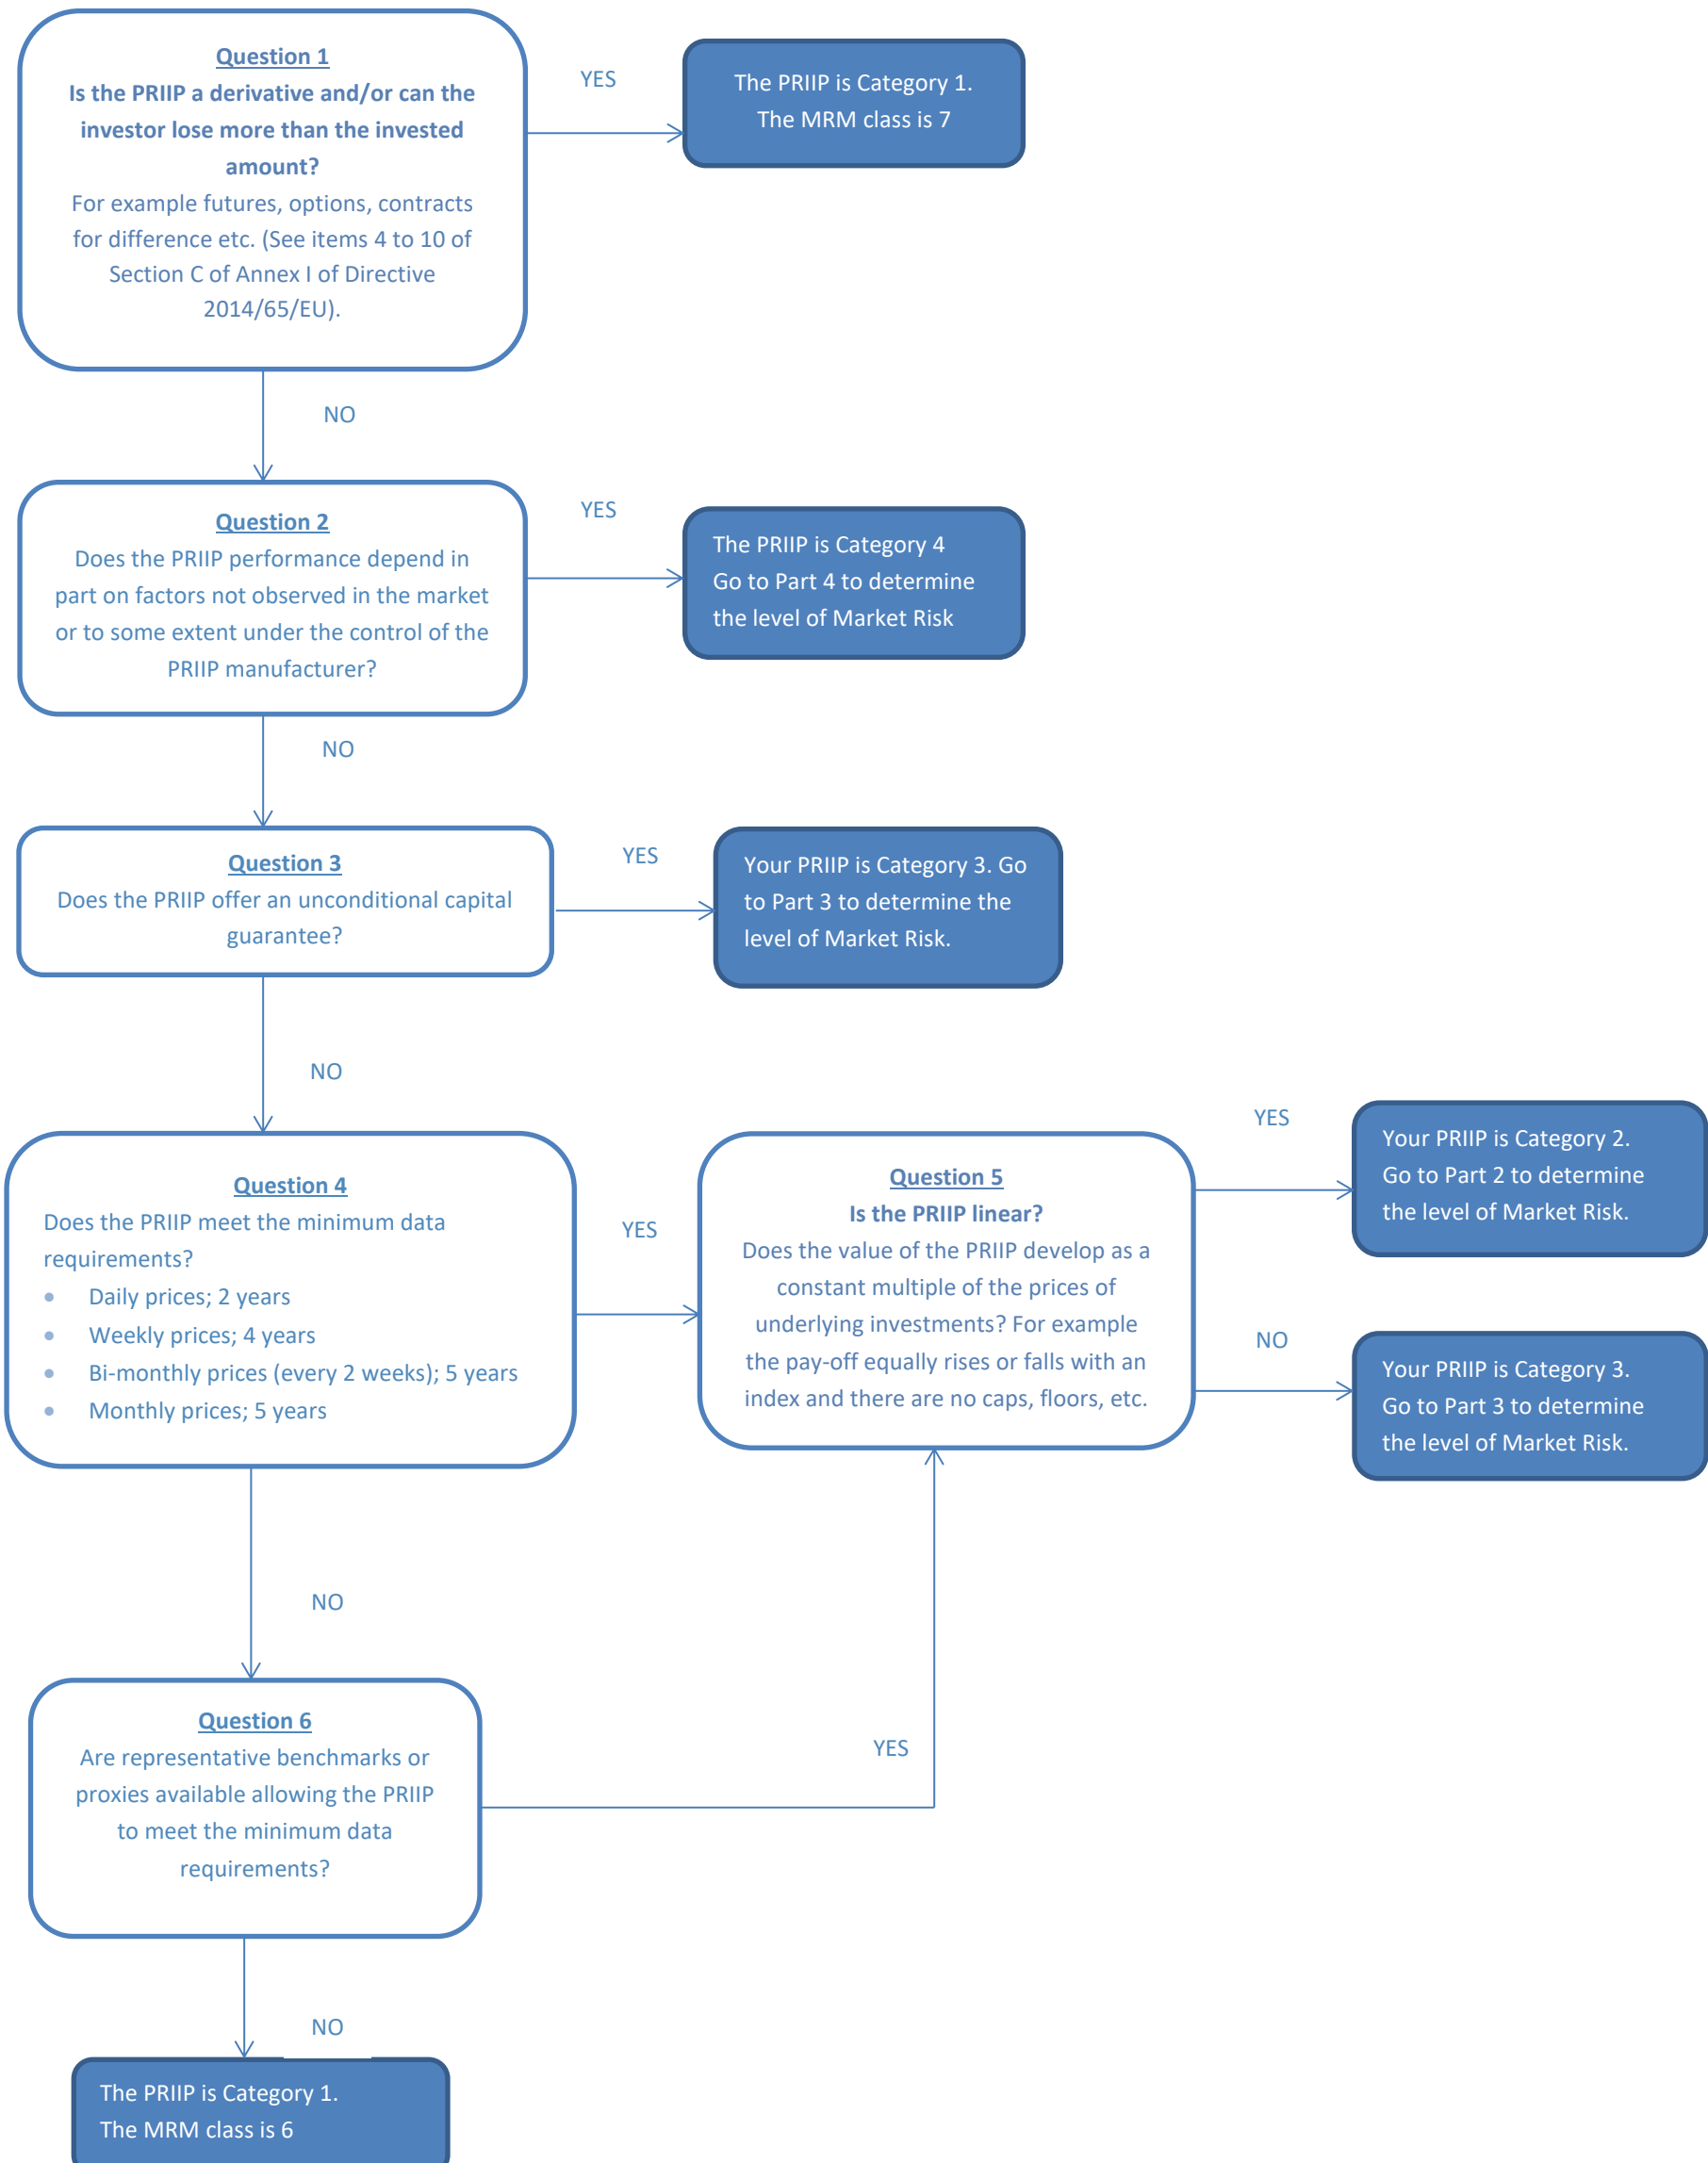 Question 1
Is the PRIIP a derivative and/or can the
investor lose more than the invested
amount?
For example futures, options, contracts
for difference etc. (See items 4 to 10 of
Section C of Annex I of Directive
2014/65/EU).
YES
The PRIIP is Category 1.
The MRM class is 7
NO
Question 2
Does the PRIIP performance depend in
part on factors not observed in the market
or to some extent under the control of the
PRIIP manufacturer?
YES
The PRIIP is Category 4
Go to Part 4 to determine
the level of Market Risk
NO
Question 3
Does the PRIIP offer an unconditional capital
guarantee?
YES
Your PRIIP is Category 3. Go
to Part 3 to determine the
level of Market Risk.
NO
Question 4
Does the PRIIP meet the minimum data
requirements?
• Daily prices; 2 years
• Weekly prices; 4 years
• Bi-monthly prices (every 2 weeks); 5 years
• Monthly prices; 5 years
YES
Question 5
Is the PRIIP linear?
Does the value of the PRIIP develop as a
constant multiple of the prices of
underlying investments? For example
the pay-off equally rises or falls with an
index and there are no caps, floors, etc.
YES
Your PRIIP is Category 2.
Go to Part 2 to determine
the level of Market Risk.
NO
Your PRIIP is Category 3.
Go to Part 3 to determine
the level of Market Risk.
NO
Question 6
Are representative benchmarks or
proxies available allowing the PRIIP
to meet the minimum data
requirements?
YES
NO
The PRIIP is Category 1.
The MRM class is 6